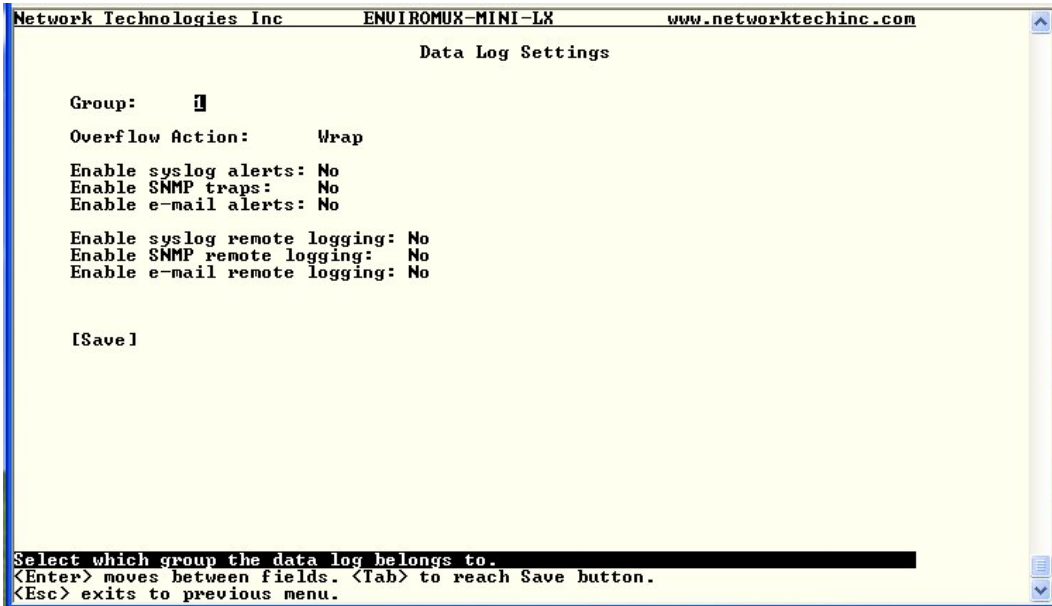 Network Technologies Inc ENVIROMUX-MINI-LX www.networktechinc.com
Data Log Settings
Group: 1
Overflow Action: Wrap
Enable syslog alerts: No
Enable SNMP traps: No
Enable e-mail alerts: No
Enable syslog remote logging: No
Enable SNMP remote logging: No
Enable e-mail remote logging: No
[Save]
Select which group the data log belongs to.
<Enter> moves between fields. <Tab> to reach Save button.
<Esc> exits to previous menu.